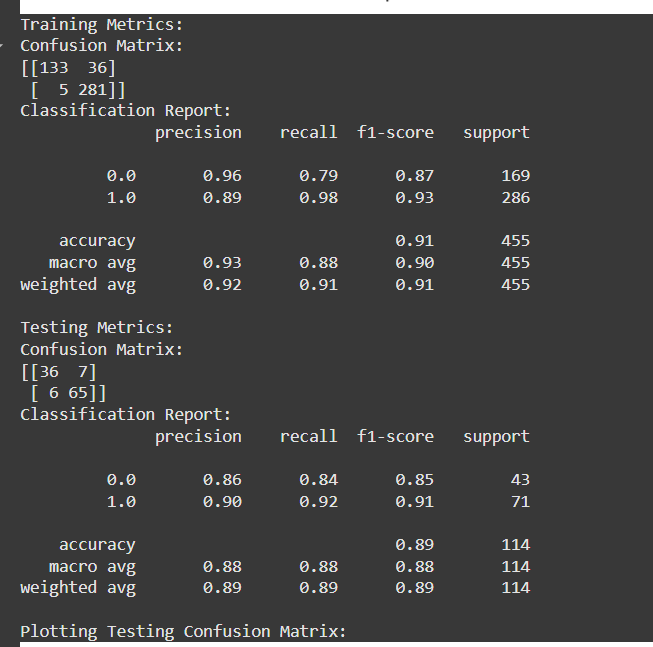 Training Metrics:
Confusion Matrix:
[[133  36]
 [  5 281]]
Classification Report:
              precision    recall  f1-score   support

         0.0       0.96      0.79      0.87       169
         1.0       0.89      0.98      0.93       286

    accuracy                           0.91       455
   macro avg       0.93      0.88      0.90       455
weighted avg       0.92      0.91      0.91       455

Testing Metrics:
Confusion Matrix:
[[36  7]
 [ 6 65]]
Classification Report:
              precision    recall  f1-score   support

         0.0       0.86      0.84      0.85        43
         1.0       0.90      0.92      0.91        71

    accuracy                           0.89       114
   macro avg       0.88      0.88      0.88       114
weighted avg       0.89      0.89      0.89       114

Plotting Testing Confusion Matrix: